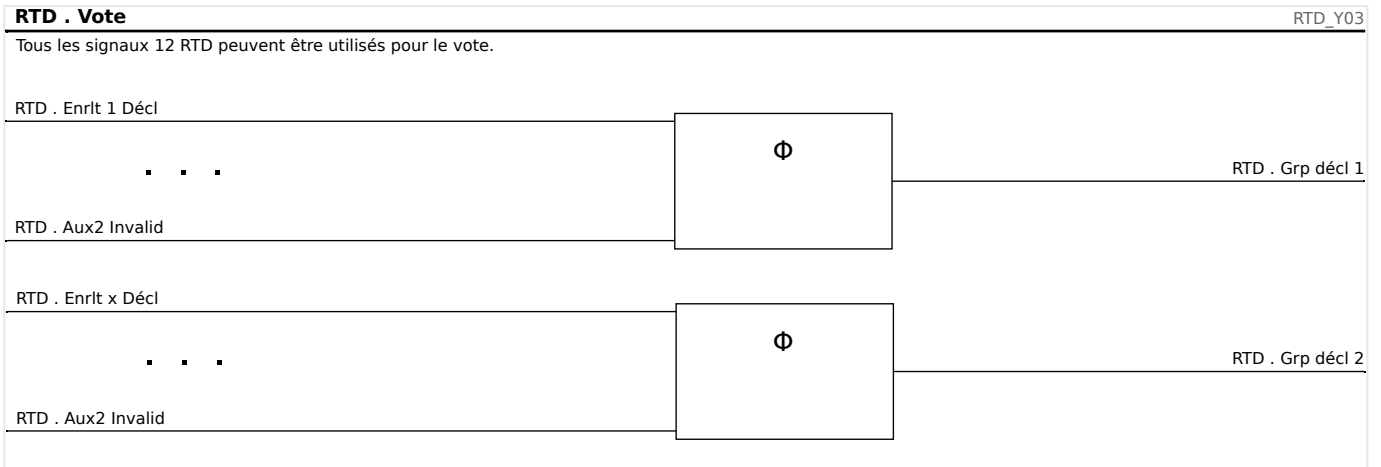 RTD . Vote
RTD_Y03
Tous les signaux 12 RTD peuvent être utilisés pour le vote.
RTD . Enrlt 1 Décl
Φ
. . .
RTD . Grp décl 1
RTD . Aux2 Invalid
RTD . Enrlt x Décl
Φ
. . .
RTD . Grp décl 2
RTD . Aux2 Invalid